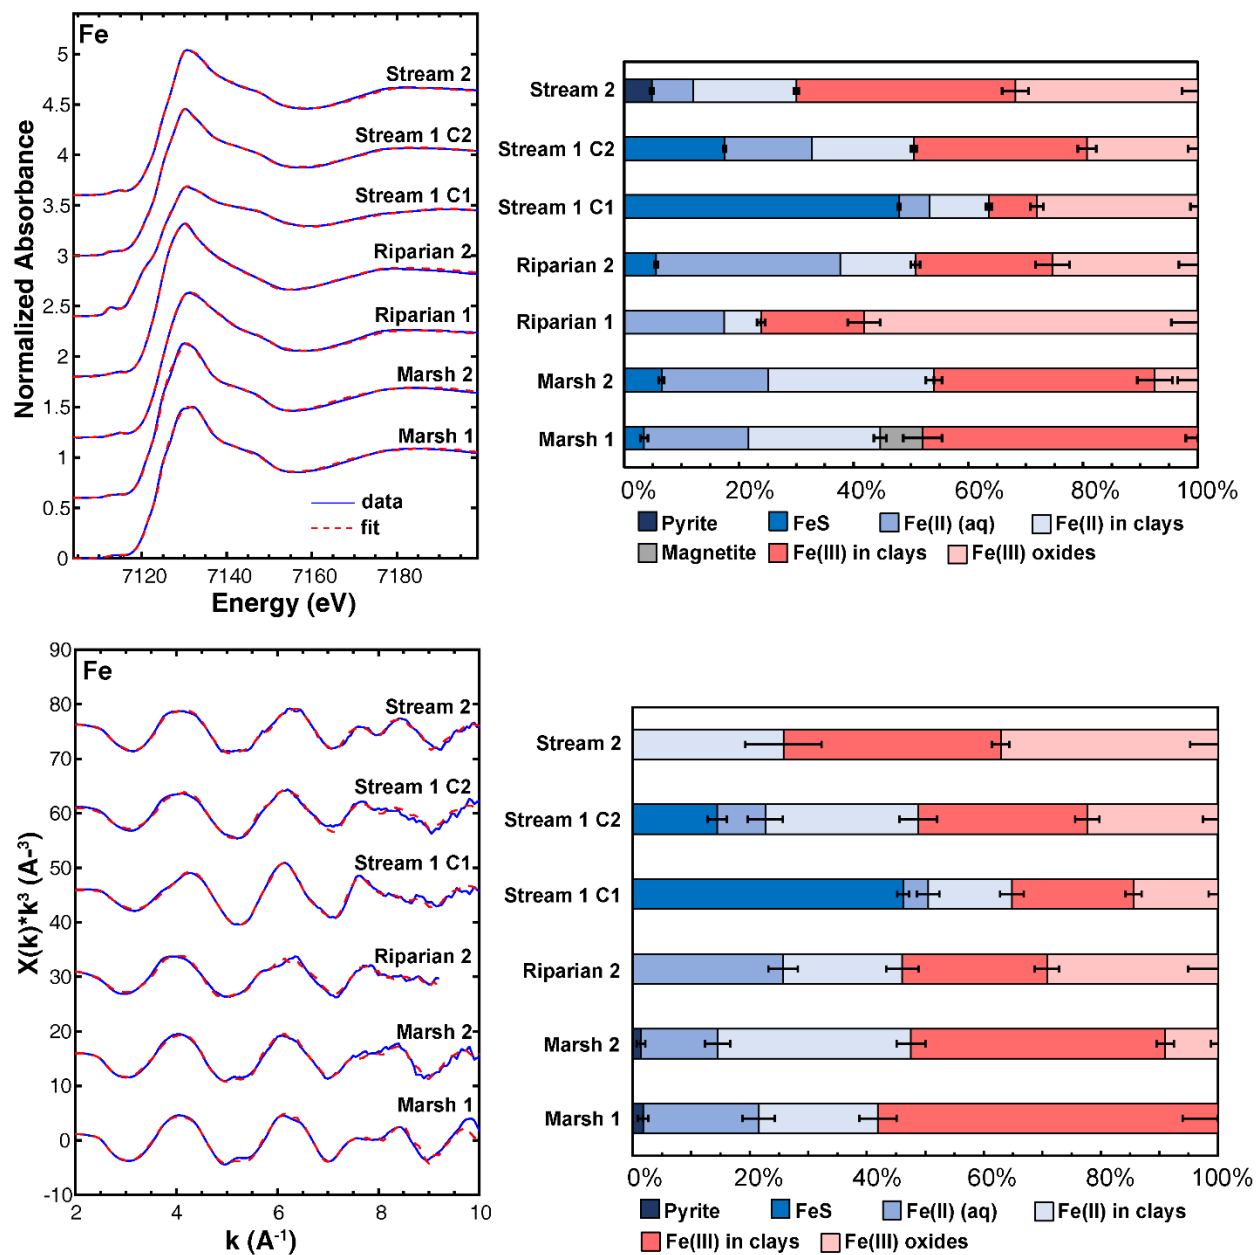 Fe
Normalized Absorbance
5
4.5
4
3.5
3
2.5
2
1.5
1
0.5
0
Stream 2
Stream 1 C2
Stream 1 C1
Riparian 2
Riparian 1
Marsh 2
Marsh 1
data
fit
7120 7140 7160 7180
Energy (eV)
Stream 2
Stream 1 C2
Stream 1 C1
Riparian 2
Riparian 1
Marsh 2
Marsh 1
0% 20% 40% 60% 80% 100%
Pyrite FeS Fe(II) (aq) Fe(II) in clays
Magnetite Fe(III) in clays Fe(III) oxides
Fe
X(k)*k³ (A-³)
90
80
70
60
50
40
30
20
10
0
-10
Stream 2
Stream 1 C2
Stream 1 C1
Riparian 2
Marsh 2
Marsh 1
2 4 6 8 10
k (A⁻¹)
Stream 2
Stream 1 C2
Stream 1 C1
Riparian 2
Marsh 2
Marsh 1
0% 20% 40% 60% 80% 100%
Pyrite FeS Fe(II) (aq) Fe(II) in clays
Fe(III) in clays Fe(III) oxides